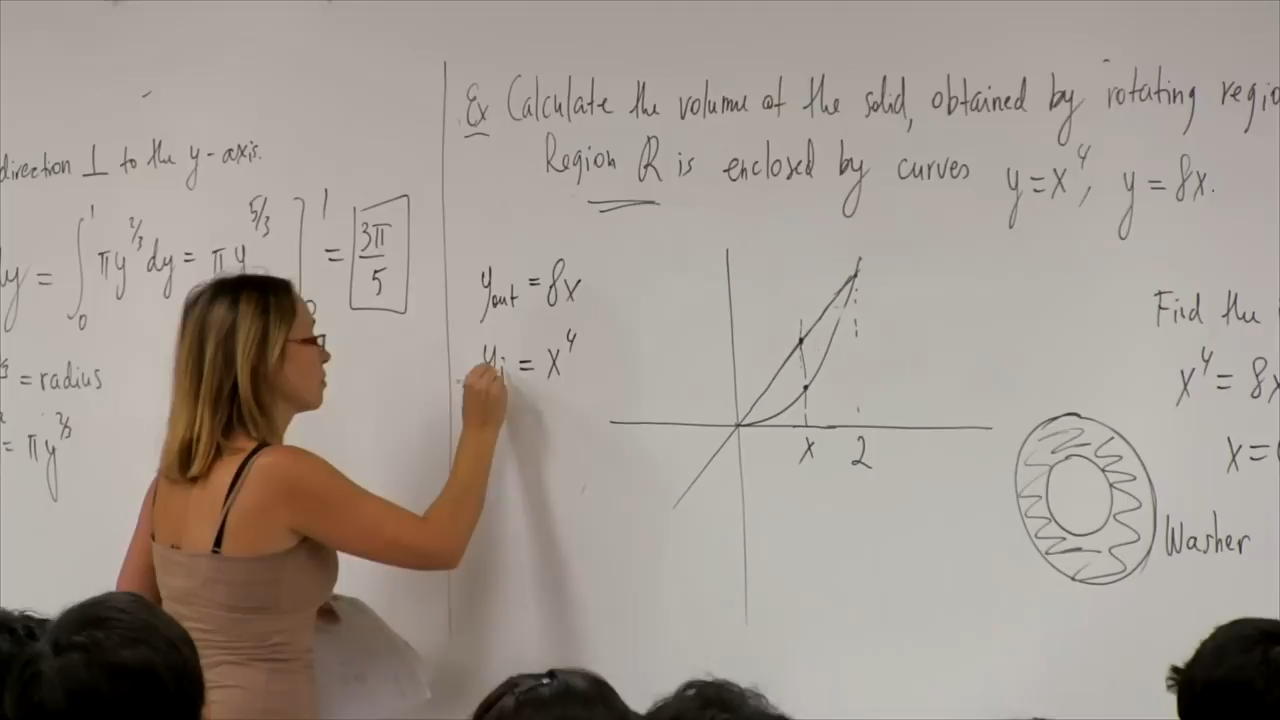 direction ⊥ to the y-axis.
dy = ∫₀¹ πy^{2/3} dy = πy^{5/3} ]₀¹ = 3π/5
= radius
= πy^{2/3}
Ex Calculate the volume of the solid, obtained by rotating
Region R is enclosed by curves y=x⁴, y=8x.
y_out = 8x
y_i = x⁴
x 2
Find the
x⁴ = 8x
x=
Washer